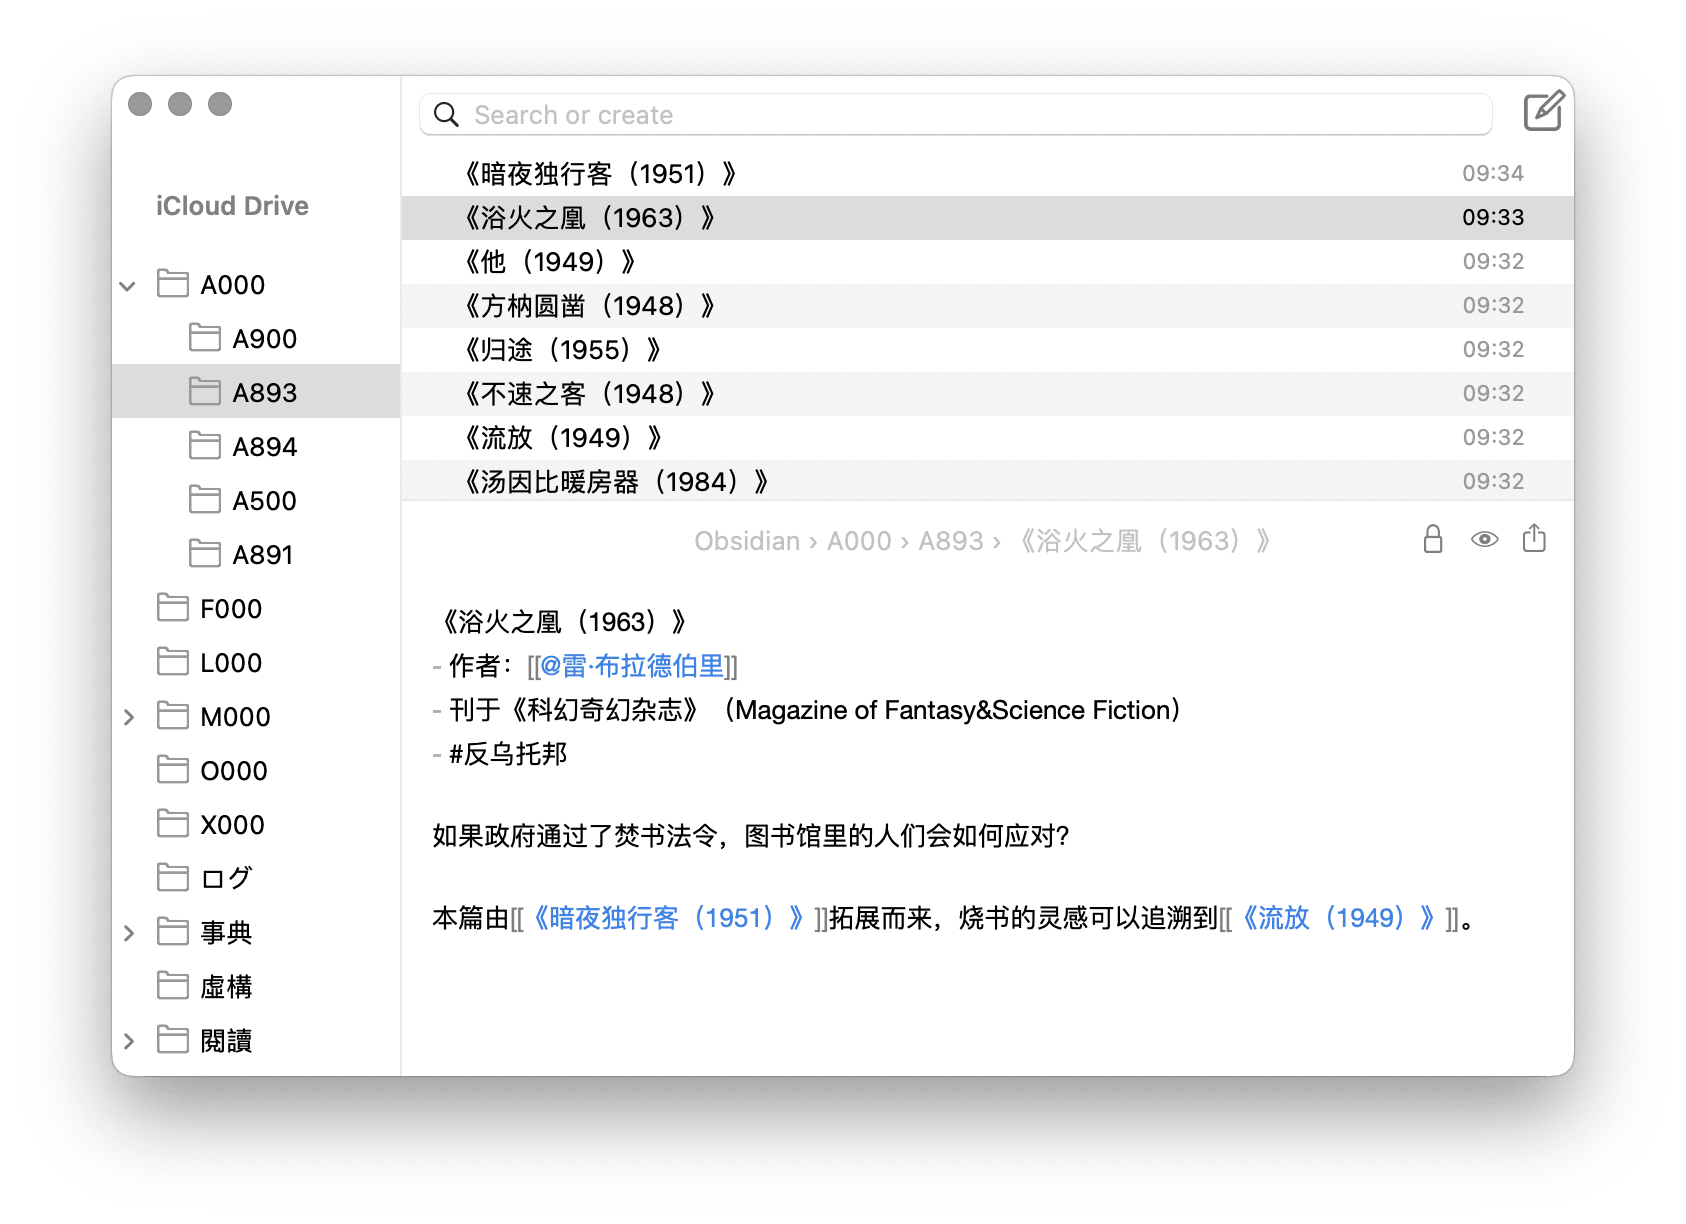 iCloud Drive
A000
A900
A893
A894
A500
A891
F000
L000
M000
O000
X000
ログ
事典
虛構
閱讀
Search or create
《暗夜独行客（1951）》 09:34
《浴火之凰（1963）》 09:33
《他（1949）》 09:32
《方枘圆凿（1948）》 09:32
《归途（1955）》 09:32
《不速之客（1948）》 09:32
《流放（1949）》 09:32
《汤因比暖房器（1984）》 09:32
Obsidian › A000 › A893 › 《浴火之凰（1963）》
《浴火之凰（1963）》
- 作者：[[@雷·布拉德伯里]]
- 刊于《科幻奇幻杂志》（Magazine of Fantasy&Science Fiction）
- #反乌托邦
如果政府通过了焚书法令，图书馆里的人们会如何应对？
本篇由[[《暗夜独行客（1951）》]]拓展而来，烧书的灵感可以追溯到[[《流放（1949）》]]。